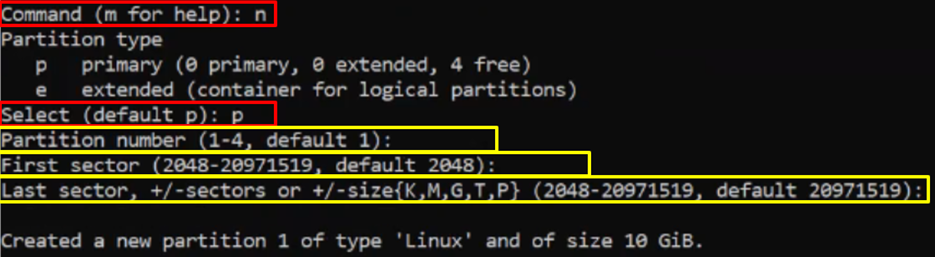 Command (m for help): n
Partition type
p primary (0 primary, 0 extended, 4 free)
e extended (container for logical partitions)
Select (default p): p
Partition number (1-4, default 1):
First sector (2048-20971519, default 2048):
Last sector, +/-sectors or +/-size{K,M,G,T,P} (2048-20971519, default 20971519):
Created a new partition 1 of type 'Linux' and of size 10 GiB.